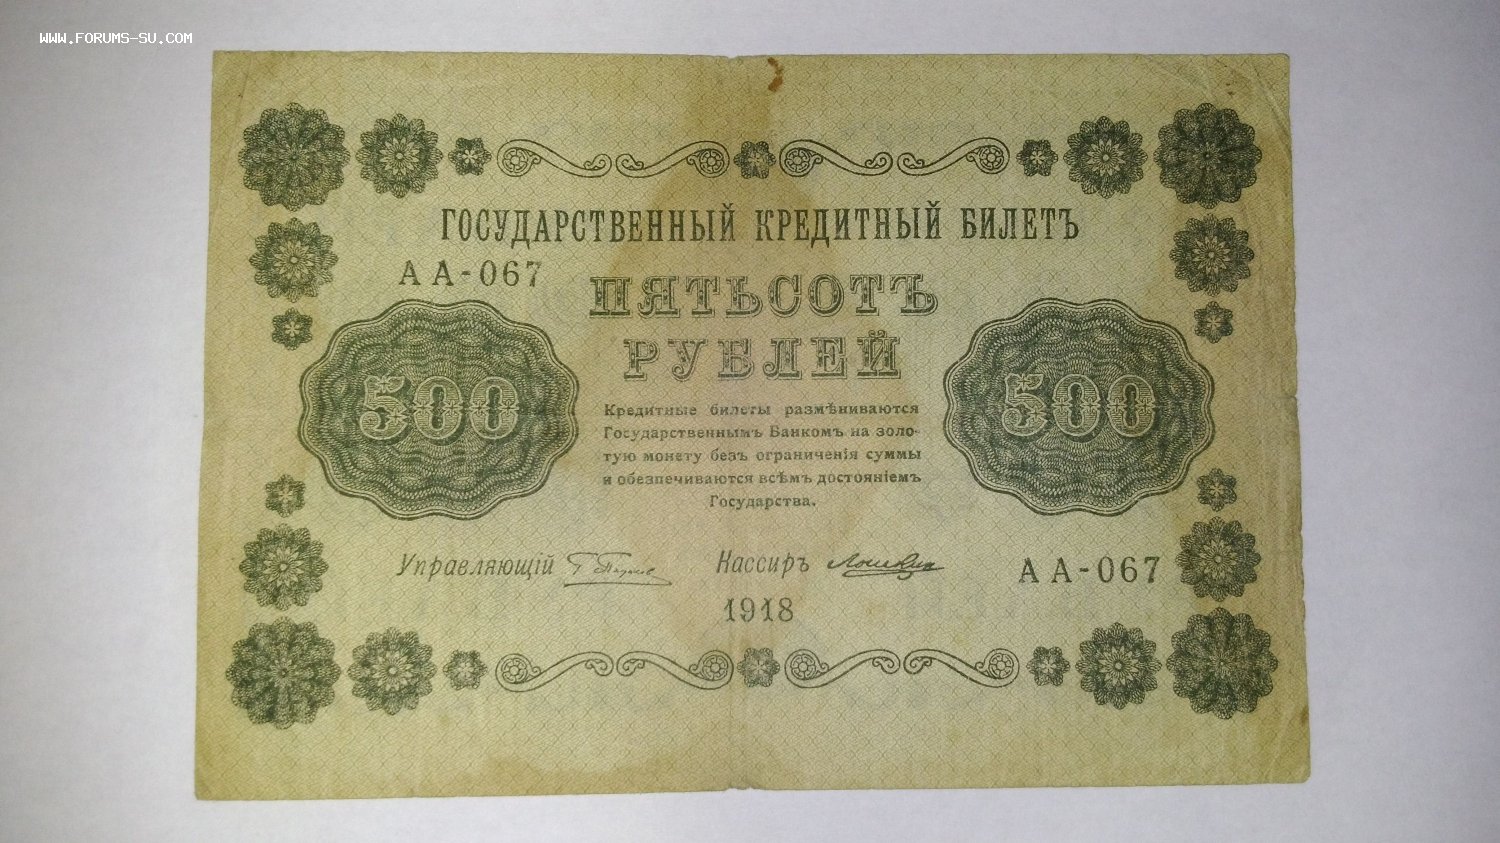 WWW.FORUMS-SU.COM
ГОСУДАРСТВЕННЫЙ КРЕДИТНЫЙ БИЛЕТЪ
АА-067
ПЯТЬСОТЪ
РУБЛЕЙ
500
500
Кредитные билеты размѣниваются
Государственнымъ Банкомъ на золо-
тую монету безъ ограниченія суммы
и обезпечиваются всѣмъ достояніемъ
Государства.
Управляющій
Кассиръ
АА-067
1918